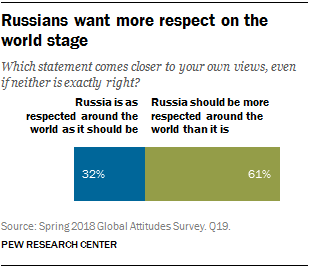 Russians want more respect on the
world stage
Which statement comes closer to your own views, even
if neither is exactly right?
Russia is as
respected around the
world as it should be
Russia should be more
respected around the
world than it is
32%
61%
Source: Spring 2018 Global Attitudes Survey. Q19.
PEW RESEARCH CENTER